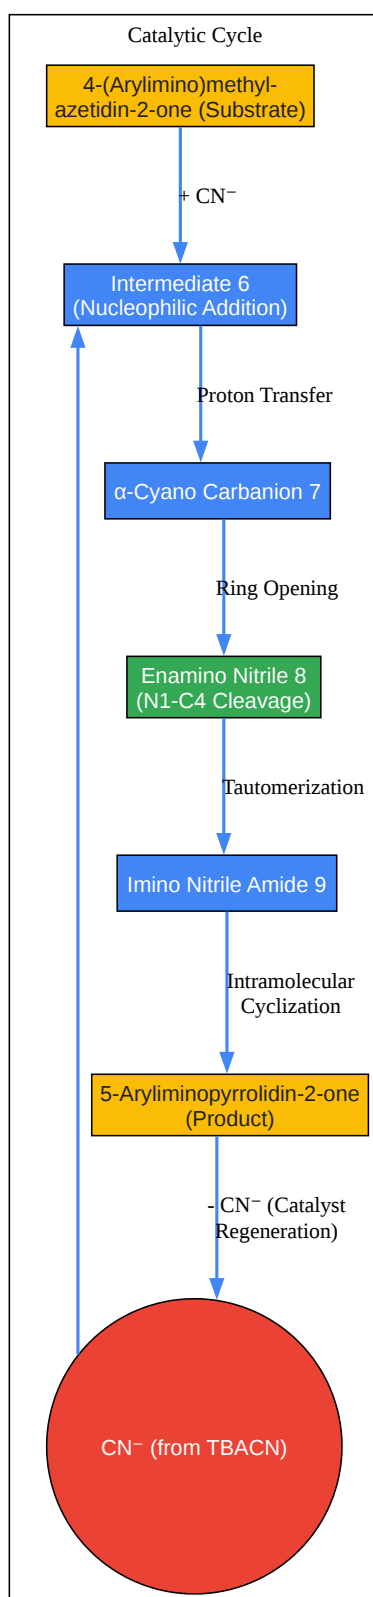 Catalytic Cycle
4-(Arylimino)methyl-
azetidin-2-one (Substrate)
+ CN⁻
Intermediate 6
(Nucleophilic Addition)
Proton Transfer
α-Cyano Carbanion 7
Ring Opening
Enamino Nitrile 8
(N1-C4 Cleavage)
Tautomerization
Imino Nitrile Amide 9
Intramolecular
Cyclization
5-Aryliminopyrrolidin-2-one
(Product)
- CN⁻ (Catalyst
Regeneration)
CN⁻ (from TBACN)